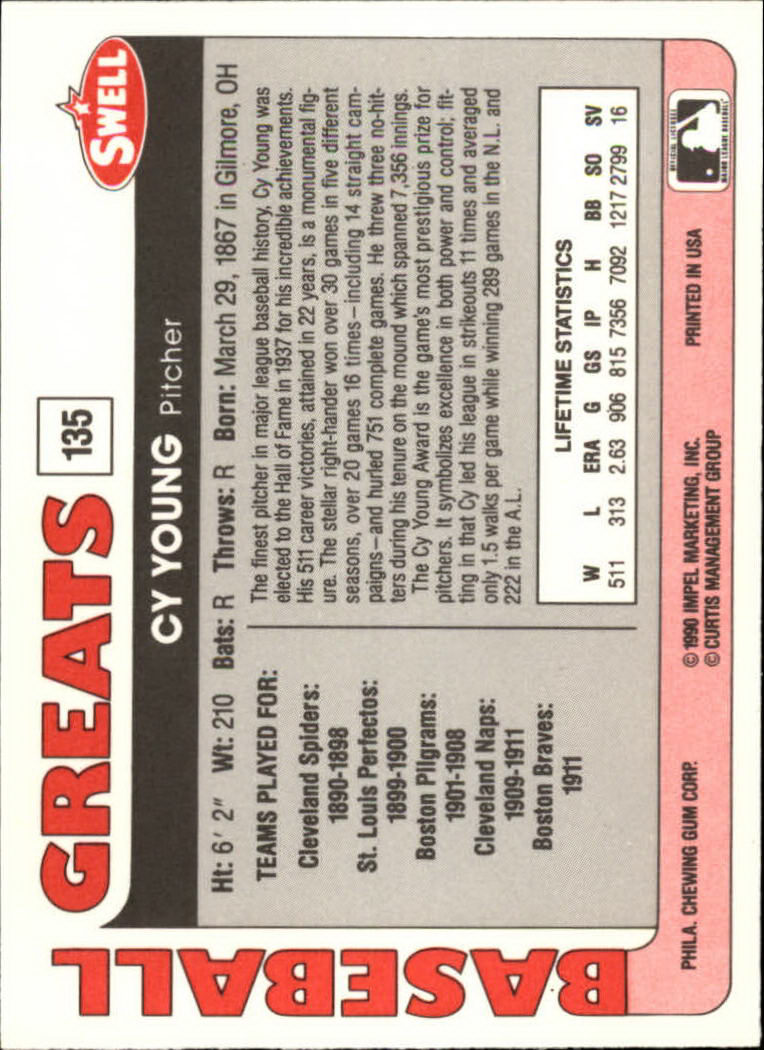 BASEBALL
GREATS
135
SWELL
CY YOUNG Pitcher
Ht: 6' 2" Wt: 210 Bats: R Throws: R Born: March 29, 1867 in Gilmore, OH
TEAMS PLAYED FOR:
Cleveland Spiders:
1890-1898
St. Louis Perfectos:
1899-1900
Boston Pilgrams:
1901-1908
Cleveland Naps:
1909-1911
Boston Braves:
1911
The finest pitcher in major league baseball history, Cy Young was
elected to the Hall of Fame in 1937 for his incredible achievements.
His 511 career victories, attained in 22 years, is a monumental fig-
ure. The stellar right-hander won over 30 games in five different
seasons, over 20 games 16 times—including 14 straight cam-
paigns—and hurled 751 complete games. He threw three no-hit-
ters during his tenure on the mound which spanned 7,356 innings.
The Cy Young Award is the game's most prestigious prize for
pitchers. It symbolizes excellence in both power and control; fit-
ting in that Cy led his league in strikeouts 11 times and averaged
only 1.5 walks per game while winning 289 games in the N.L. and
222 in the A.L.
LIFETIME STATISTICS
W L ERA G GS IP H BB SO SV
511 313 2.63 906 815 7356 7092 1217 2799 16
PHILA. CHEWING GUM CORP.
©1990 IMPEL MARKETING, INC.
© CURTIS MANAGEMENT GROUP
PRINTED IN USA
OFFICIAL LICENSEE
MAJOR LEAGUE BASEBALL